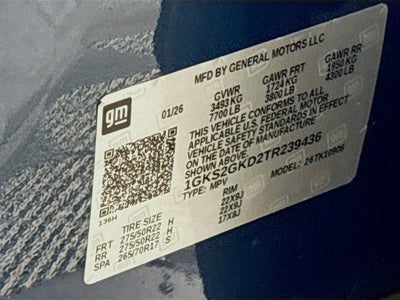 gm
MFD BY GENERAL MOTORS LLC
01/26
GVWR GAWR FRT GAWR RR
3493 KG 1724 KG 1950 KG
7700 LB 3800 LB 4300 LB
THIS VEHICLE CONFORMS TO ALL
APPLICABLE U.S. FEDERAL MOTOR
VEHICLE SAFETY STANDARDS IN EFFECT
ON THE DATE OF MANUFACTURE
SHOWN ABOVE.
1GKS2GKD2TR239436
TYPE: MPV MODEL: 26TK10906
136H
TIRE SIZE RIM
FRT 275/50R22 H 22X9J
RR 275/50R22 H 22X9J
SPA 265/70R17 S 17X8J